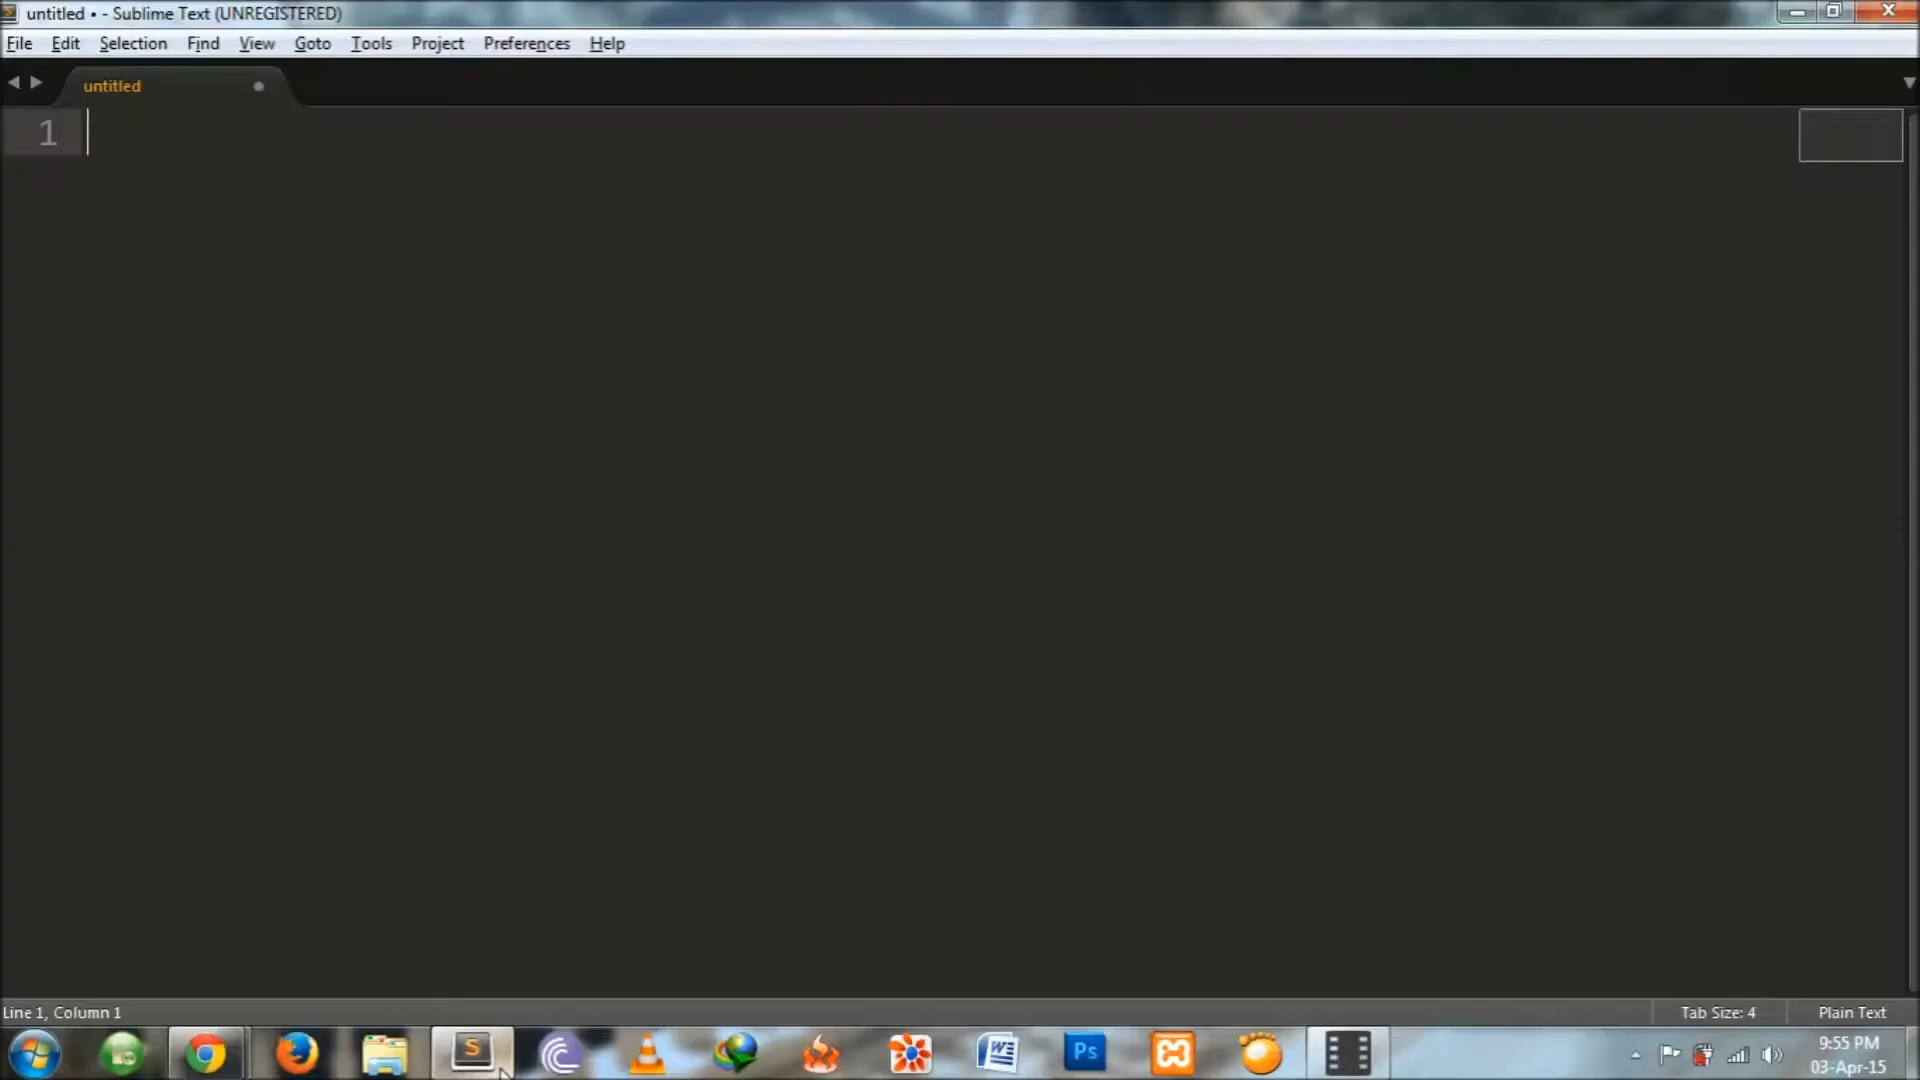 untitled • - Sublime Text (UNREGISTERED)
File Edit Selection Find View Goto Tools Project Preferences Help
untitled
1
Line 1, Column 1
Tab Size: 4
Plain Text
S
W
Ps
9:55 PM
03-Apr-15